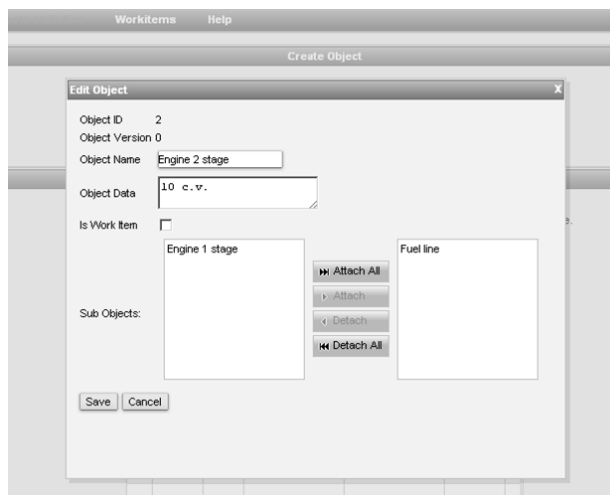 Workitems Help
Create Object
Edit Object X
Object ID 2
Object Version 0
Object Name Engine 2 stage
Object Data 10 c.v.
Is Work Item
Sub Objects:
Engine 1 stage
Attach All
Attach
Detach
Detach All
Fuel line
Save Cancel